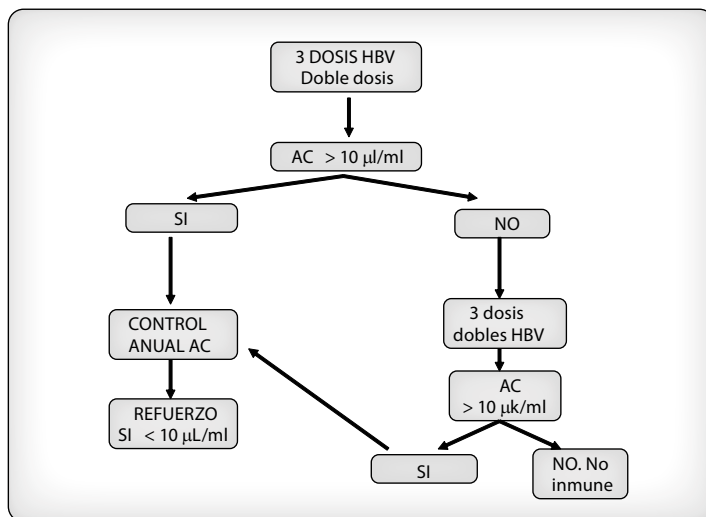 3 DOSIS HBV
Doble dosis
AC > 10 μl/ml
SI
NO
CONTROL
ANUAL AC
3 dosis
dobles HBV
REFUERZO
SI < 10 μL/ml
AC
> 10 μk/ml
SI
NO. No
inmune